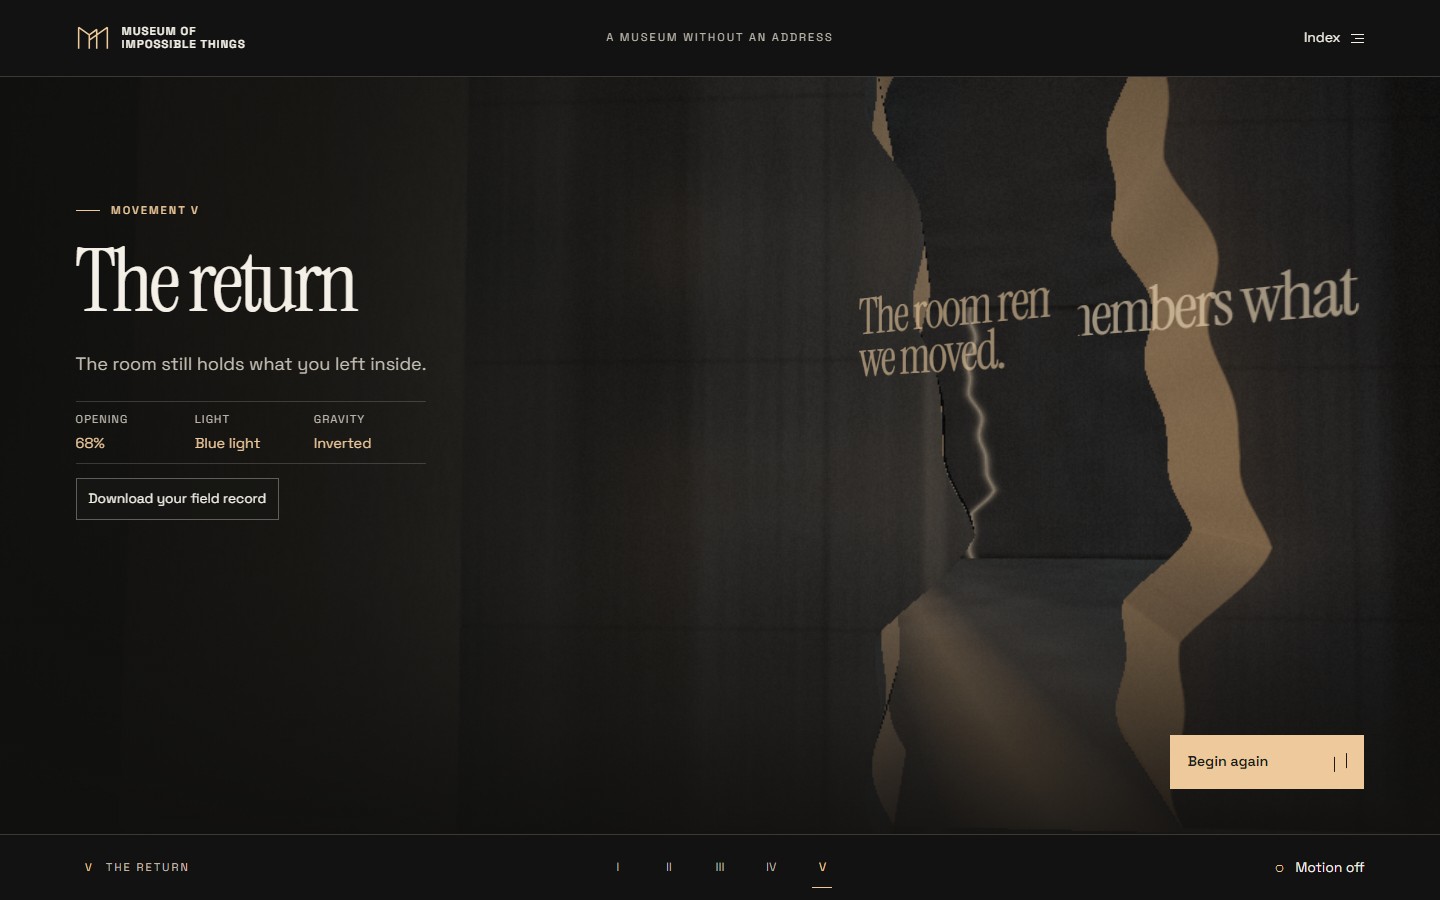 MUSEUM OF
IMPOSSIBLE THINGS
A MUSEUM WITHOUT AN ADDRESS
Index
MOVEMENT V
The return
The room still holds what you left inside.
OPENING LIGHT GRAVITY
68% Blue light Inverted
Download your field record
The room ren nembers what
we moved.
Begin again
V THE RETURN
I II III IV V
Motion off